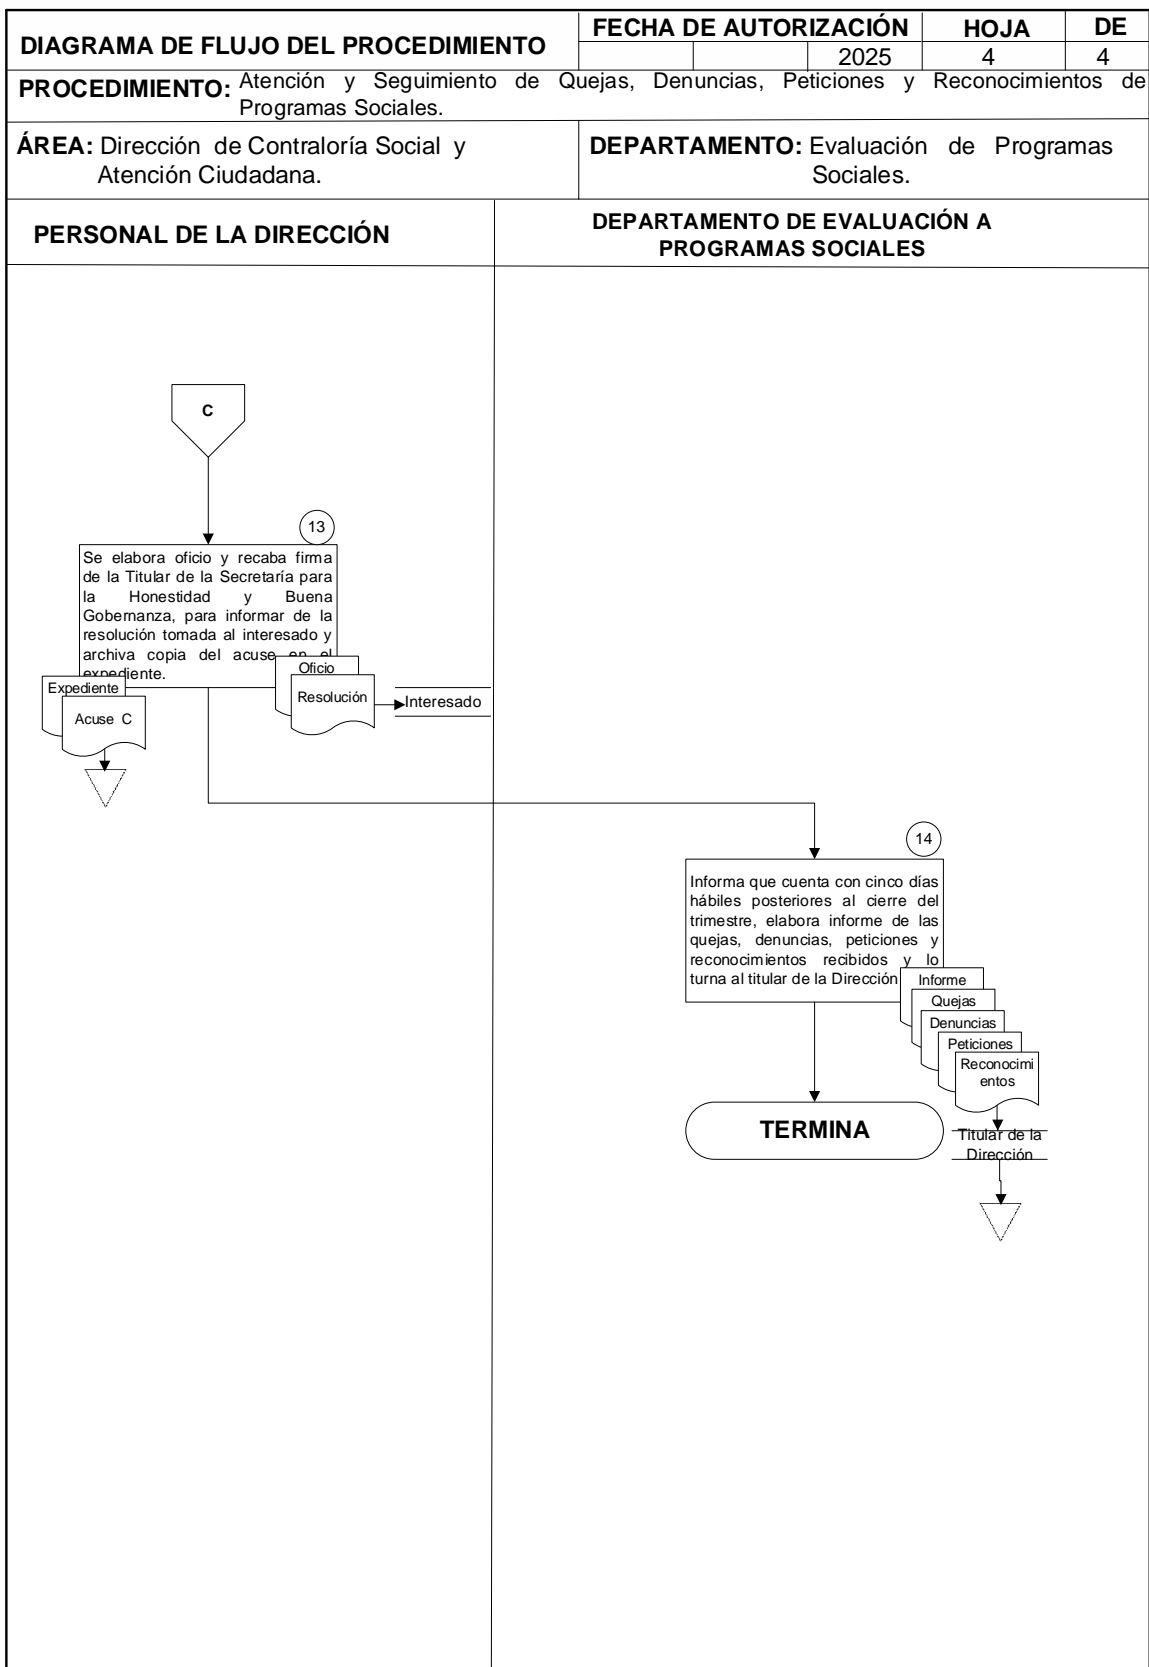 DIAGRAMA DE FLUJO DEL PROCEDIMIENTO
FECHA DE AUTORIZACIÓN
HOJA
DE
2025
4
4
PROCEDIMIENTO: Atención y Seguimiento de Quejas, Denuncias, Peticiones y Reconocimientos de
Programas Sociales.
ÁREA: Dirección de Contraloría Social y
Atención Ciudadana.
DEPARTAMENTO: Evaluación de Programas
Sociales.
PERSONAL DE LA DIRECCIÓN
DEPARTAMENTO DE EVALUACIÓN A
PROGRAMAS SOCIALES
C
13
Se elabora oficio y recaba firma
de la Titular de la Secretaría para
la Honestidad y Buena
Gobernanza, para informar de la
resolución tomada al interesado y
archiva copia del acuse en el
expediente.
Oficio
Resolución
Interesado
Expediente
Acuse C
14
Informa que cuenta con cinco días
hábiles posteriores al cierre del
trimestre, elabora informe de las
quejas, denuncias, peticiones y
reconocimientos recibidos y lo
turna al titular de la Dirección
Informe
Quejas
Denuncias
Peticiones
Reconocimi
entos
TERMINA
Titular de la
Dirección